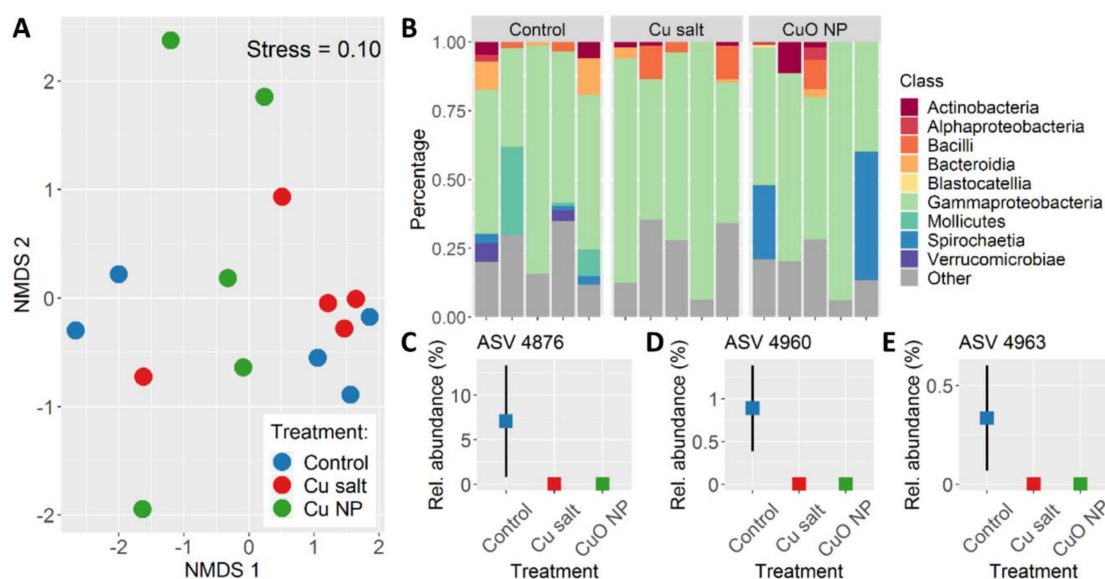 A
Stress = 0.10
NMDS 2
2
1
0
-1
-2
-2
-1
0
1
2
NMDS 1
Treatment:
Control
Cu salt
Cu NP
B
Control
Cu salt
CuO NP
Percentage
1.00
0.75
0.50
0.25
0.00
Class
Actinobacteria
Alphaproteobacteria
Bacilli
Bacteroidia
Blastocatellia
Gammaproteobacteria
Mollicutes
Spirochaetia
Verrucomicrobiae
Other
C
ASV 4876
Rel. abundance (%)
10
5
0
Control
Cu salt
CuO NP
Treatment
D
ASV 4960
Rel. abundance (%)
1
0.5
0
Control
Cu salt
CuO NP
Treatment
E
ASV 4963
Rel. abundance (%)
0.5
0
Control
Cu salt
CuO NP
Treatment